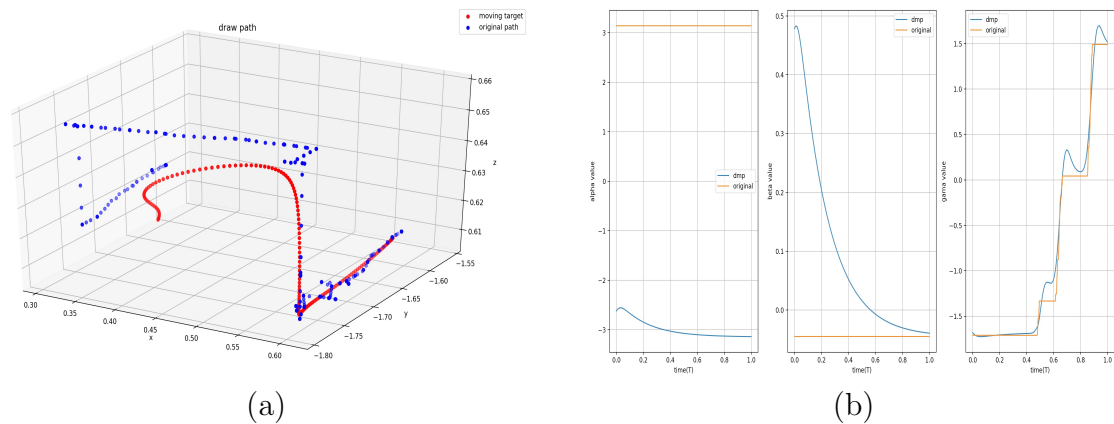 draw path
moving target
original path
0.66
0.65
0.64
z
0.63
0.62
0.61
0.30
0.35
0.40
0.45
0.50
0.55
0.60
x
−1.80
−1.75
−1.70
−1.65
−1.60
−1.55
y
(a)
3
2
1
0
−1
−2
−3
alpha value
dmp
original
0.0 0.2 0.4 0.6 0.8 1.0
time(T)
0.5
0.4
0.3
0.2
0.1
0.0
beta value
dmp
original
0.0 0.2 0.4 0.6 0.8 1.0
time(T)
1.5
1.0
0.5
0.0
−0.5
−1.0
−1.5
gama value
dmp
original
0.0 0.2 0.4 0.6 0.8 1.0
time(T)
(b)